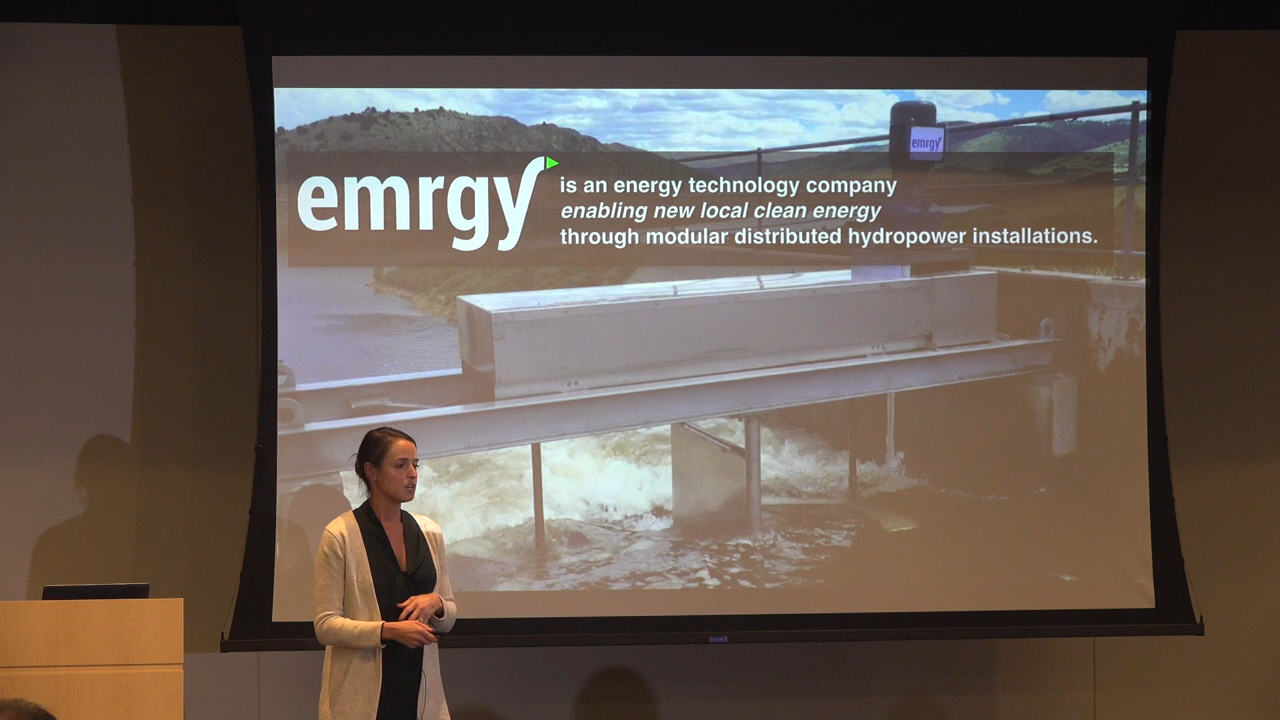 emrgy
emrgy
is an energy technology company
enabling new local clean energy
through modular distributed hydropower installations.